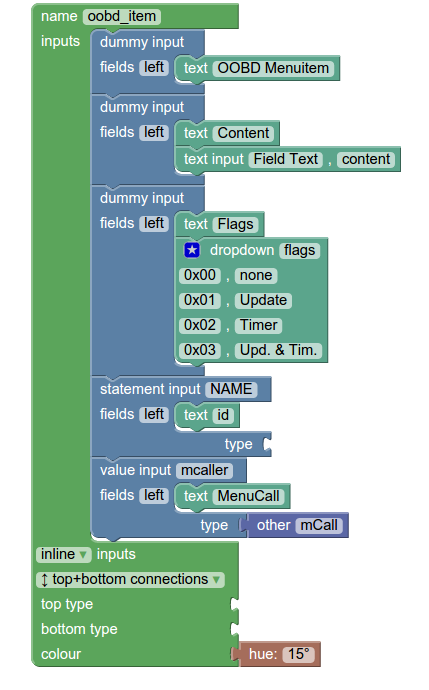 name oobd_item
inputs dummy input
fields left text OOBD Menuitem
dummy input
fields left text Content
text input Field Text , content
dummy input
fields left text Flags
dropdown flags
0x00 , none
0x01 , Update
0x02 , Timer
0x03 , Upd. & Tim.
statement input NAME
fields left text id
type
value input mcaller
fields left text MenuCall
type other mCall
inline ▾ inputs
↕ top+bottom connections ▾
top type
bottom type
colour hue: 15°